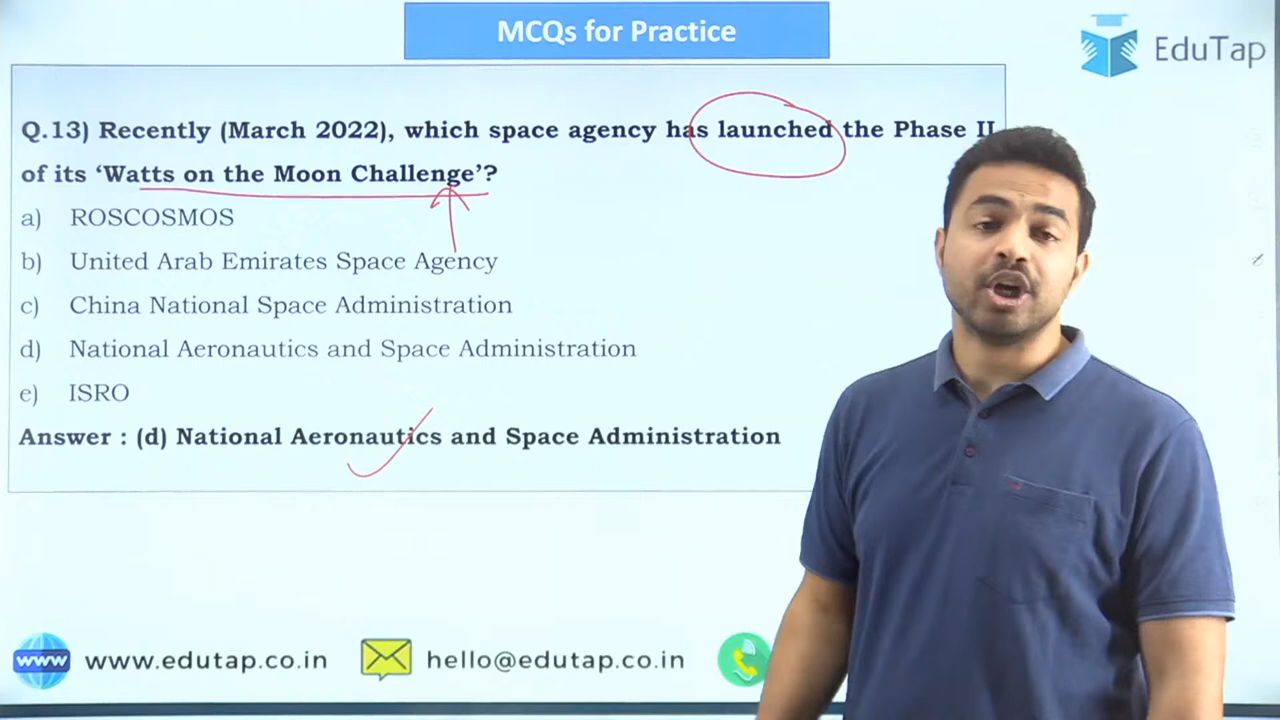 MCQs for Practice
EduTap
Q.13) Recently (March 2022), which space agency has launched the Phase II
of its ‘Watts on the Moon Challenge’?
a) ROSCOSMOS
b) United Arab Emirates Space Agency
c) China National Space Administration
d) National Aeronautics and Space Administration
e) ISRO
Answer : (d) National Aeronautics and Space Administration
www www.edutap.co.in hello@edutap.co.in